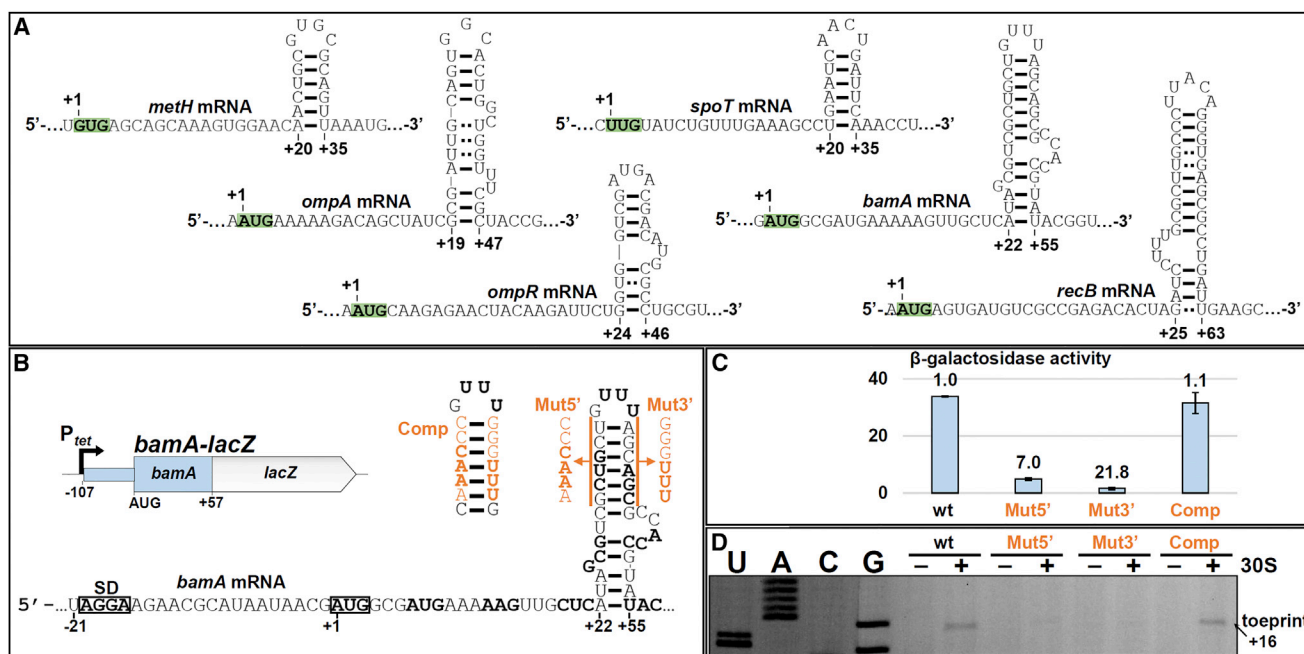 A
+1
metH mRNA
5'-...UGUGAGCAGCAAAGUGGAACA UAAAUG...-3'
+20 +35
+1
spoT mRNA
5'-...CUUGUAUCUGUUUGAAAGCCU AAACCU...-3'
+20 +35
+1
ompA mRNA
5'-...AAUGAAAAAGACAGCUAUCG CUACCG...-3'
+19 +47
+1
bamA mRNA
5'-...GAUGGCGAUGAAAAAGUUGCUCA UACGGU...-3'
+22 +55
+1
ompR mRNA
5'-...AAUGCAAGAGAACUACAAGAUUCUG CUGCGU...-3'
+24 +46
+1
recB mRNA
5'-...AAUGAGUGAUGUCGCCGAGACACUAG UGAAGC...-3'
+25 +63
B
Ptet
bamA-lacZ
bamA lacZ
-107
AUG +57
Comp
Mut5'
Mut3'
CCCAAA
GGGUUU
SD
bamA mRNA
5'-...UAGGAAGAACGCAUAAUAACGAUGGCGAUGAAAAAGUUGCUCA UAC...
-21
+1
+22 +55
C
β-galactosidase activity
40
20
0
1.0
7.0
21.8
1.1
wt
Mut5'
Mut3'
Comp
D
U A C G
wt
Mut5'
Mut3'
Comp
– + – + – + – + 30S
toeprint
+16